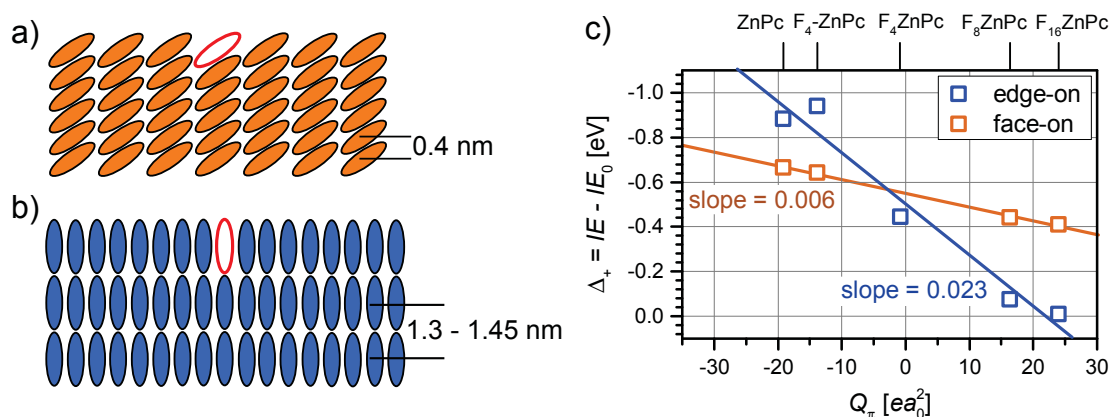 a)
0.4 nm
b)
1.3 - 1.45 nm
c)
ZnPc F₄-ZnPc F₄ZnPc F₈ZnPc F₁₆ZnPc
edge-on
face-on
slope = 0.006
slope = 0.023
-1.0
-0.8
-0.6
-0.4
-0.2
0.0
Δ₊ = IE - IE₀ [eV]
-30 -20 -10 0 10 20 30
Q_π [ea₀²]